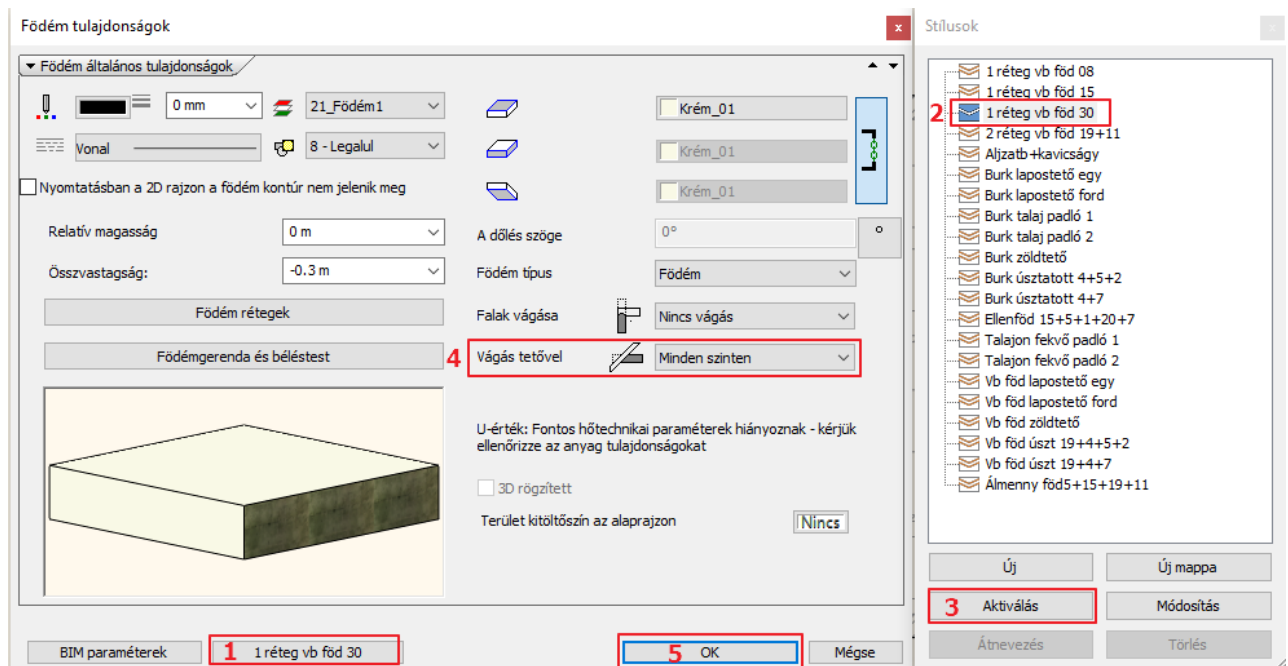 Födém tulajdonságok
x
Födém általános tulajdonságok
0 mm
21_Födém1
Vonal
8 - Legalul
Nyomtatásban a 2D rajzon a födém kontúr nem jelenik meg
Relatív magasság
0 m
Összvastagság:
-0.3 m
Födém rétegek
Födémgerenda és béléstest
Krém_01
Krém_01
Krém_01
A dőlés szöge
0°
°
Födém típus
Födém
Falak vágása
Nincs vágás
4
Vágás tetővel
Minden szinten
U-érték: Fontos hőtechnikai paraméterek hiányoznak - kérjük
ellenőrizze az anyag tulajdonságokat
3D rögzített
Terület kitöltőszín az alaprajzon
Nincs
BIM paraméterek
1 1 réteg vb föd 30
5 OK
Mégse
Stílusok
x
1 réteg vb föd 08
1 réteg vb föd 15
2 1 réteg vb föd 30
2 réteg vb föd 19+11
Aljzatb+kavicságy
Burk lapostető egy
Burk lapostető ford
Burk talaj padló 1
Burk talaj padló 2
Burk zöldtető
Burk úsztatott 4+5+2
Burk úsztatott 4+7
Ellenföd 15+5+1+20+7
Talajon fekvő padló 1
Talajon fekvő padló 2
Vb föd lapostető egy
Vb föd lapostető ford
Vb föd zöldtető
Vb föd úszt 19+4+5+2
Vb föd úszt 19+4+7
Álmenny föd5+15+19+11
Új
Új mappa
3 Aktiválás
Módosítás
Átnevezés
Törlés